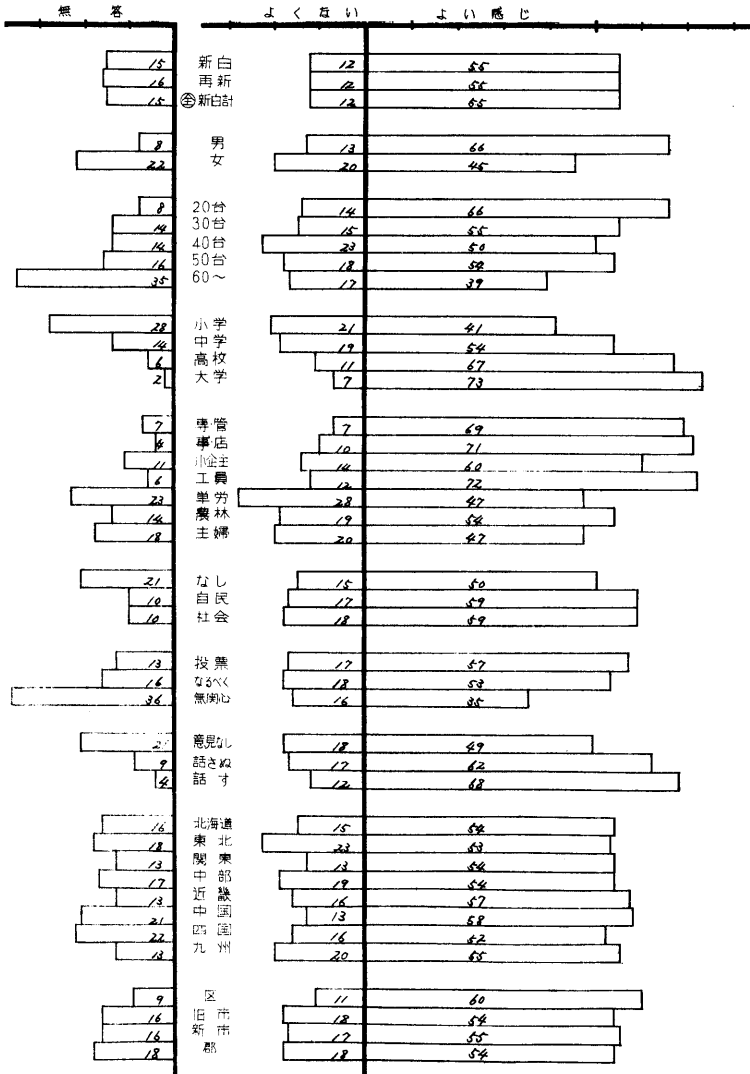 無 答 よくない よい感じ
15 新白 12 55
16 再新 12 55
15 全新白計 12 55
8 男 13 66
22 女 20 45
8 20台 14 66
14 30台 15 55
14 40台 23 50
16 50台 18 54
35 60〜 17 39
28 小学 21 41
14 中学 19 54
6 高校 11 67
2 大学 7 73
7 専管 7 69
4 事店 10 71
11 小企主 14 60
6 工員 12 72
23 単労 28 47
14 農林 19 54
18 主婦 20 47
21 なし 15 50
10 自民 17 59
10 社会 18 59
13 投票 17 57
16 なるべく 18 53
36 無関心 16 35
意見なし 18 49
9 話さぬ 17 62
4 話す 12 68
16 北海道 15 54
18 東北 23 53
13 関東 13 54
17 中部 19 54
13 近畿 16 57
21 中国 13 58
22 四国 16 52
13 九州 20 55
9 区 11 60
16 旧市 18 54
16 新市 17 55
18 郡 18 54